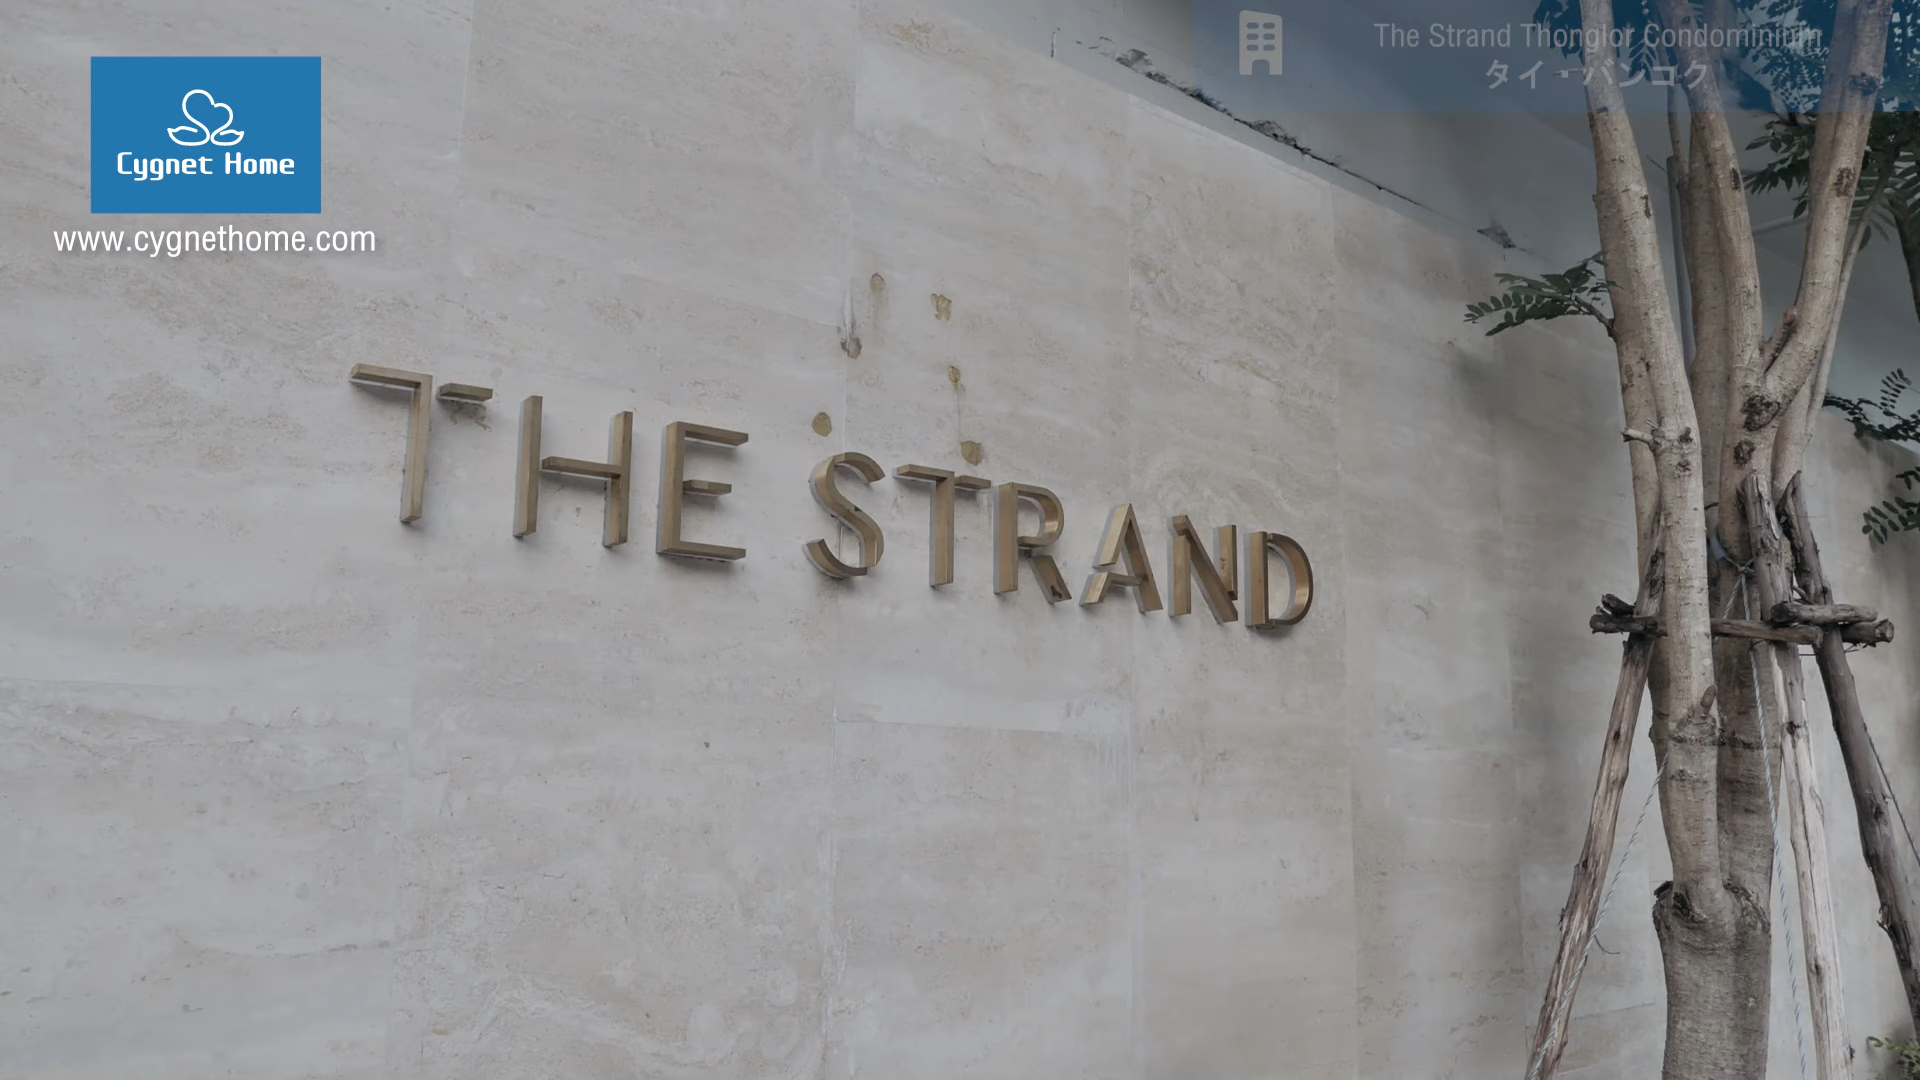 Cygnet Home
www.cygnethome.com
The Strand Thonglor Condominium
タイ・バンコク
THE STRAND